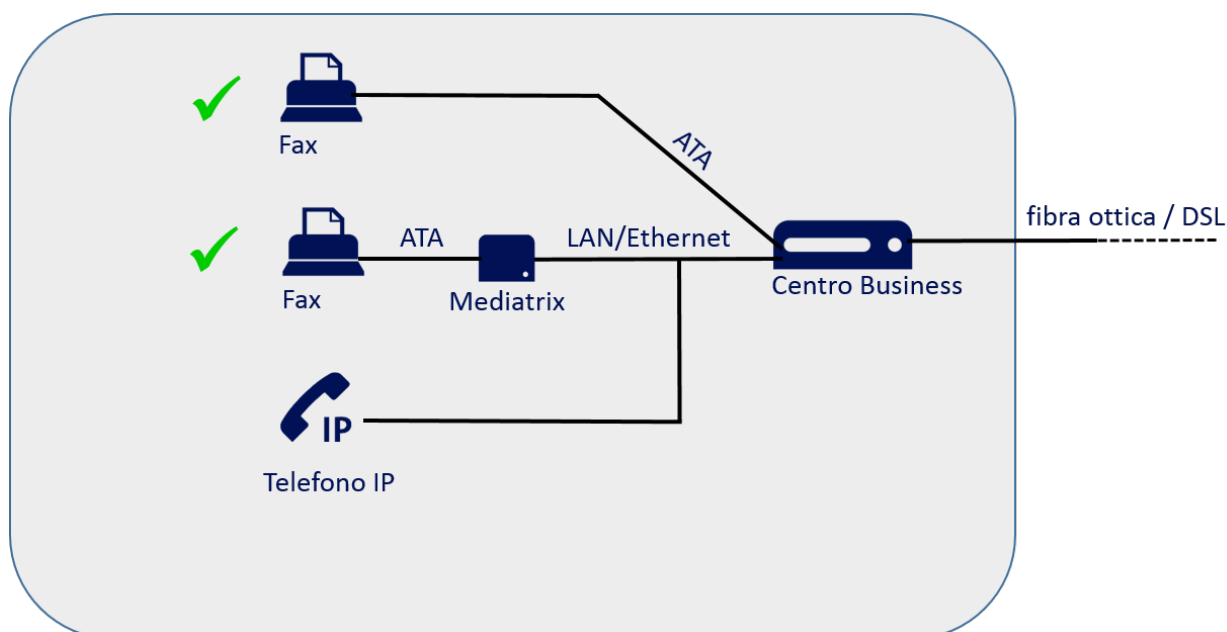 Fax
ATA
fibra ottica / DSL
ATA
LAN/Ethernet
Fax
Mediatrix
Centro Business
IP
Telefono IP